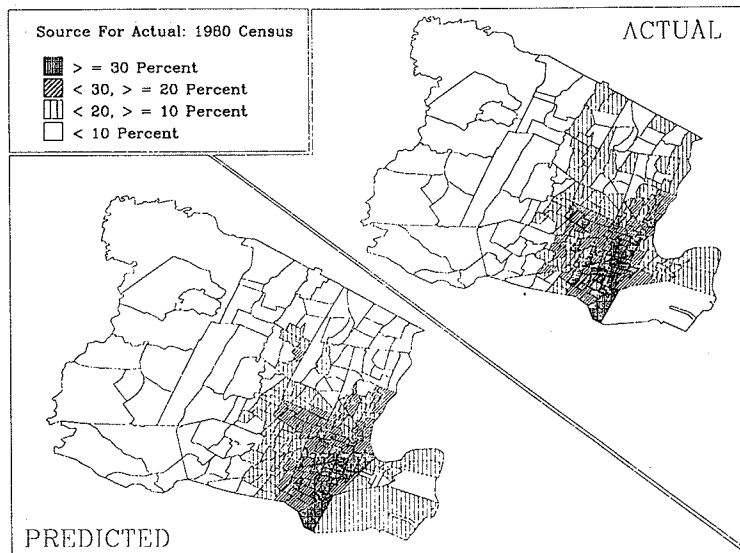 Source For Actual: 1980 Census
> = 30 Percent
< 30, > = 20 Percent
< 20, > = 10 Percent
< 10 Percent
ACTUAL
PREDICTED